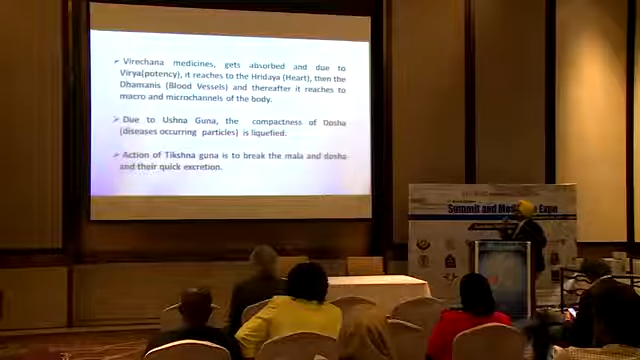 ➢ Virechana medicines, gets absorbed and due to
Virya(potency), it reaches to the Hridaya (Heart), then the
Dhamanis (Blood Vessels) and thereafter it reaches to
macro and microchannels of the body.
➢ Due to Ushna Guna, the compactness of Dosha
(diseases occurring particles) is liquefied.
➢ Action of Tikshna guna is to break the mala and dosha
and their quick excretion.
Summit and Expo